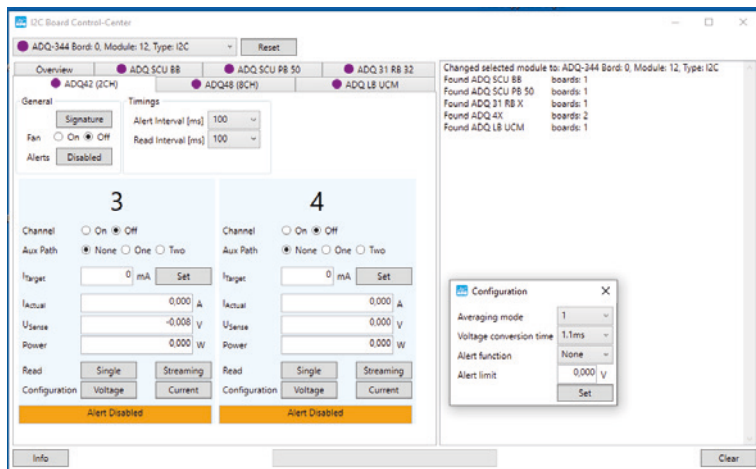 I2C Board Control-Center
ADQ-344 Bord: 0, Module: 12, Type: I2C
Reset
Overview
ADQ SCU BB
ADQ SCU PB 50
ADQ 31 RB 32
ADQ42 (2CH)
ADQ48 (8CH)
ADQ LB UCM
General
Timings
Signature
Alert Interval [ms] 100
Fan On Off
Read Interval [ms] 100
Alerts Disabled
3
Channel On Off
Aux Path None One Two
ITarget 0 mA Set
IActual 0,000 A
USense -0,008 V
Power 0,000 W
Read Single Streaming
Configuration Voltage Current
Alert Disabled
4
Channel On Off
Aux Path None One Two
ITarget 0 mA Set
IActual 0,000 A
USense 0,000 V
Power 0,000 W
Read Single Streaming
Configuration Voltage Current
Alert Disabled
Changed selected module to: ADQ-344 Bord: 0, Module: 12, Type: I2C
Found ADQ SCU BB boards: 1
Found ADQ SCU PB 50 boards: 1
Found ADQ 31 RB X boards: 1
Found ADQ 4X boards: 2
Found ADQ LB UCM boards: 1
Configuration
Averaging mode 1
Voltage conversion time 1.1ms
Alert function None
Alert limit 0,000 V
Set
Info
Clear